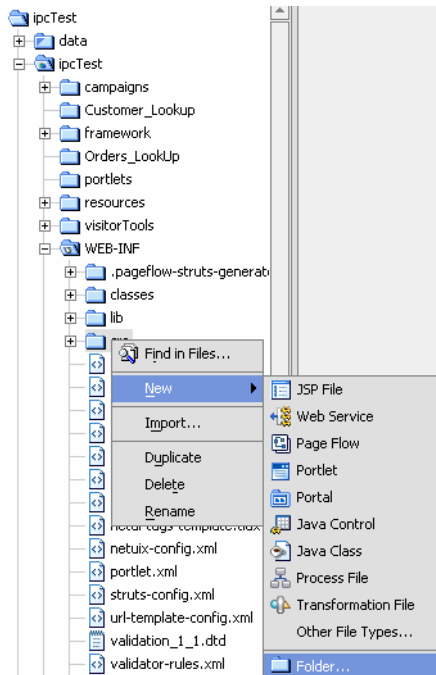 ipcTest
data
ipcTest
campaigns
Customer_Lookup
framework
Orders_LookUp
portlets
resources
visitorTools
WEB-INF
.pageflow-struts-generat
classes
lib
Find in Files...
New
Import...
Duplicate
Delete
Rename
JSP File
Web Service
Page Flow
Portlet
Portal
Java Control
Java Class
Process File
Transformation File
Other File Types...
Folder...
netuix-config.xml
portlet.xml
struts-config.xml
url-template-config.xml
validation_1_1.dtd
validator-rules.xml